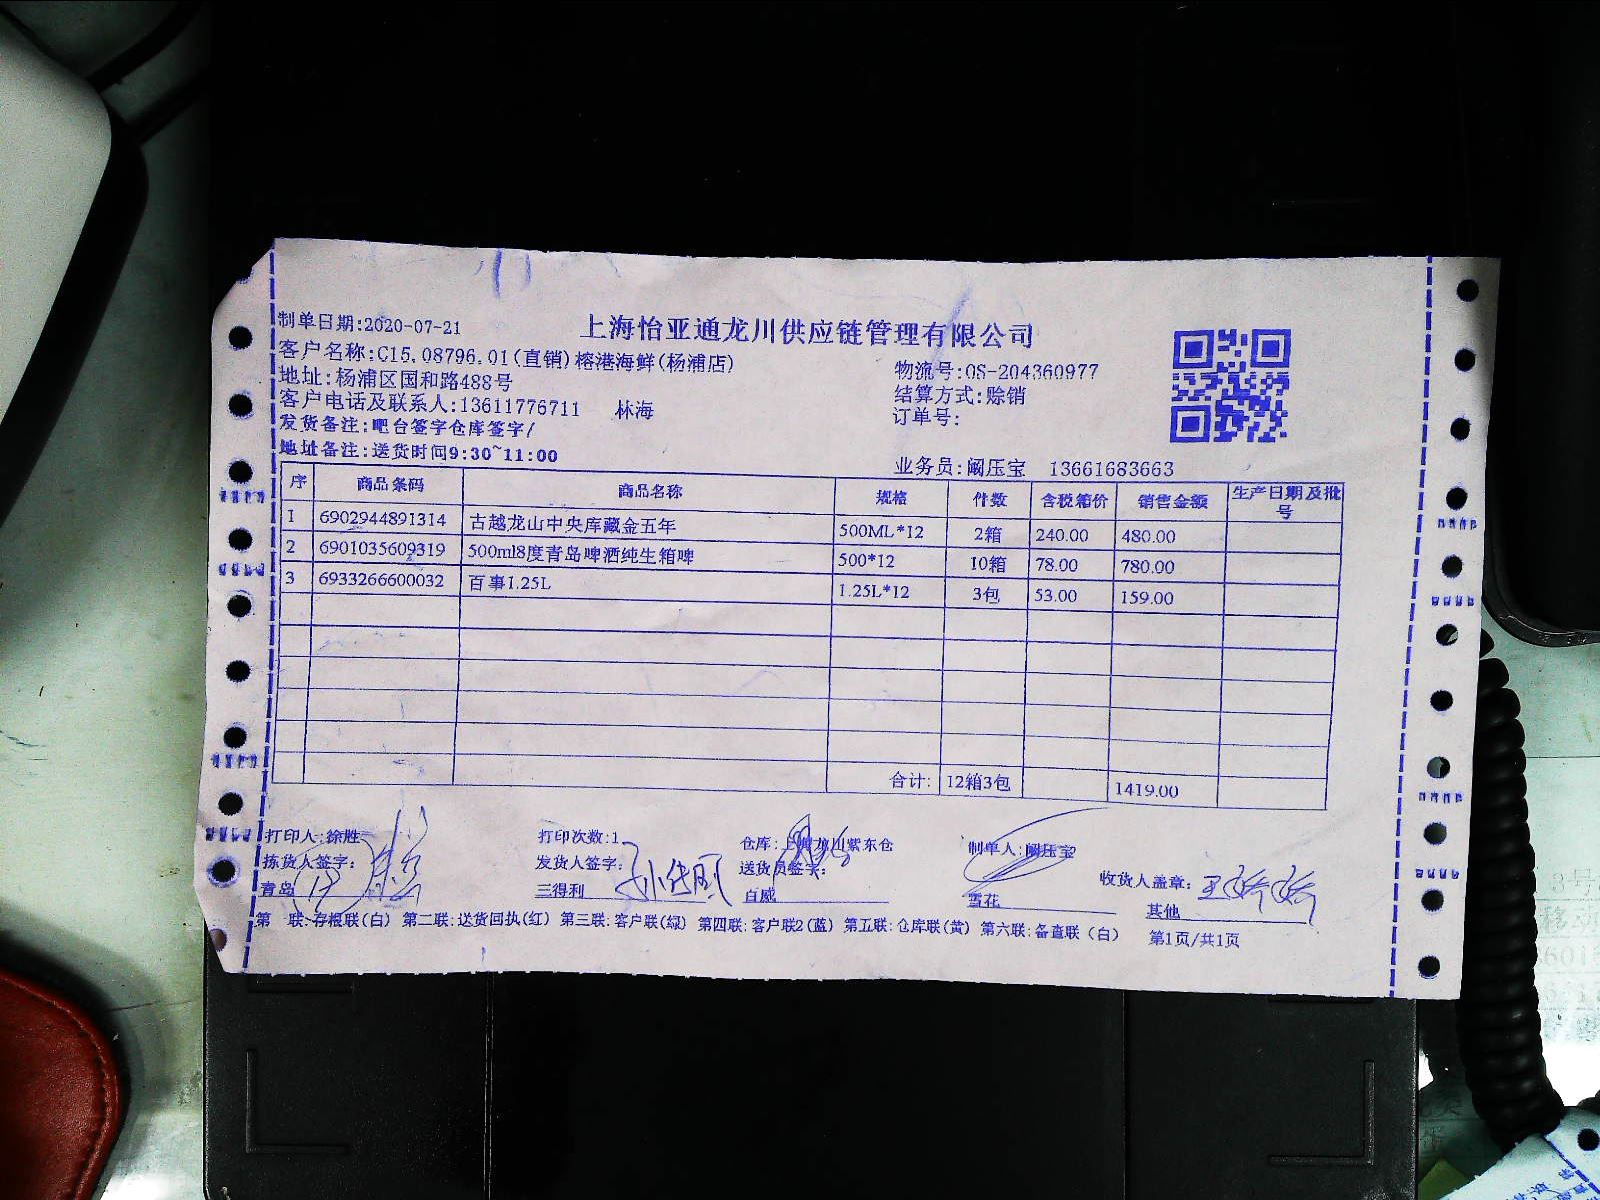 制单日期:2020-07-21
上海怡亚通龙川供应链管理有限公司
客户名称:C15.08796.01(直销)榕港海鲜(杨浦店)
物流号:OS-204360977
地址:杨浦区国和路488号
结算方式:赊销
客户电话及联系人:13611776711 林海
订单号:
发货备注:吧台签字仓库签字/
地址备注:送货时间9:30~11:00
业务员:阚压宝 13661683663
序 商品条码 商品名称 规格 件数 含税箱价 销售金额 生产日期及批号
1 6902944891314 古越龙山中央库藏金五年 500ML*12 2箱 240.00 480.00
2 6901035609319 500ml8度青岛啤酒纯生箱啤 500*12 10箱 78.00 780.00
3 6933266600032 百事1.25L 1.25L*12 3包 53.00 159.00
合计: 12箱3包 1419.00
打印人:徐胜 打印次数:1 仓库:上海龙川紫东仓 制单人:阚压宝
拣货人签字: 发货人签字: 送货员签字: 收货人盖章:
青岛 三得利 百威 雪花 其他
第 联:存根联(白) 第二联:送货回执(红) 第三联:客户联(绿) 第四联:客户联2(蓝) 第五联:仓库联(黄) 第六联:备查联(白) 第1页/共1页